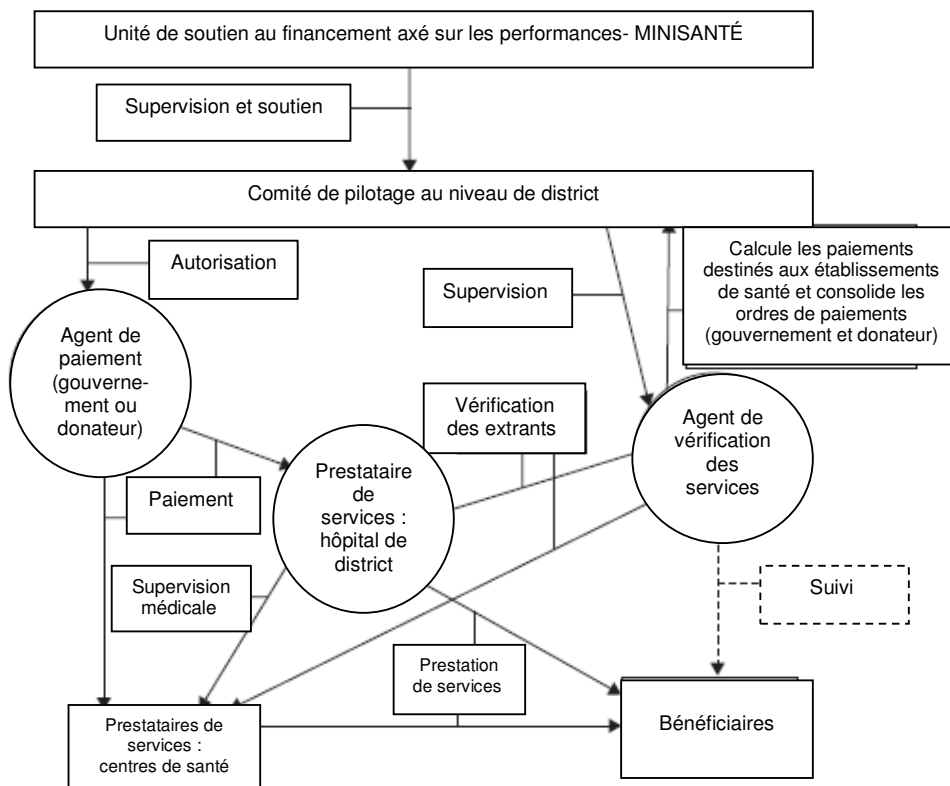 Unité de soutien au financement axé sur les performances- MINISANTÉ
Supervision et soutien
Comité de pilotage au niveau de district
Autorisation
Supervision
Calcule les paiements
destinés aux établissements
de santé et consolide les
ordres de paiements
(gouvernement et donateur)
Agent de
paiement
(gouverne-
ment ou
donateur)
Vérification
des extrants
Agent de
vérification
des
services
Paiement
Prestataire
de
services :
hôpital de
district
Supervision
médicale
Suivi
Prestation
de services
Prestataires de
services :
centres de santé
Bénéficiaires